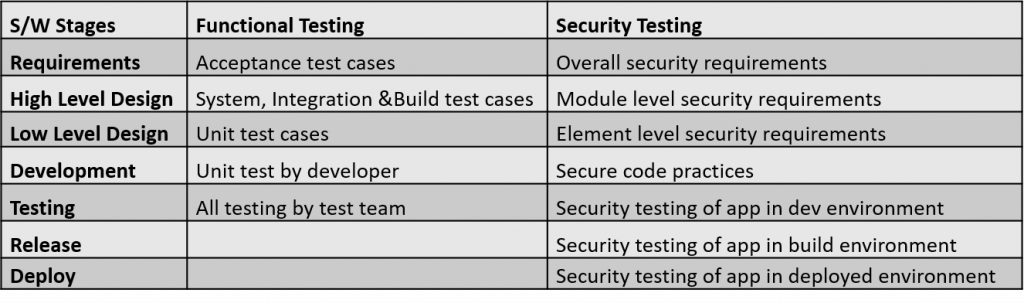 S/W Stages Functional Testing Security Testing
Requirements Acceptance test cases Overall security requirements
High Level Design System, Integration &Build test cases Module level security requirements
Low Level Design Unit test cases Element level security requirements
Development Unit test by developer Secure code practices
Testing All testing by test team Security testing of app in dev environment
Release Security testing of app in build environment
Deploy Security testing of app in deployed environment